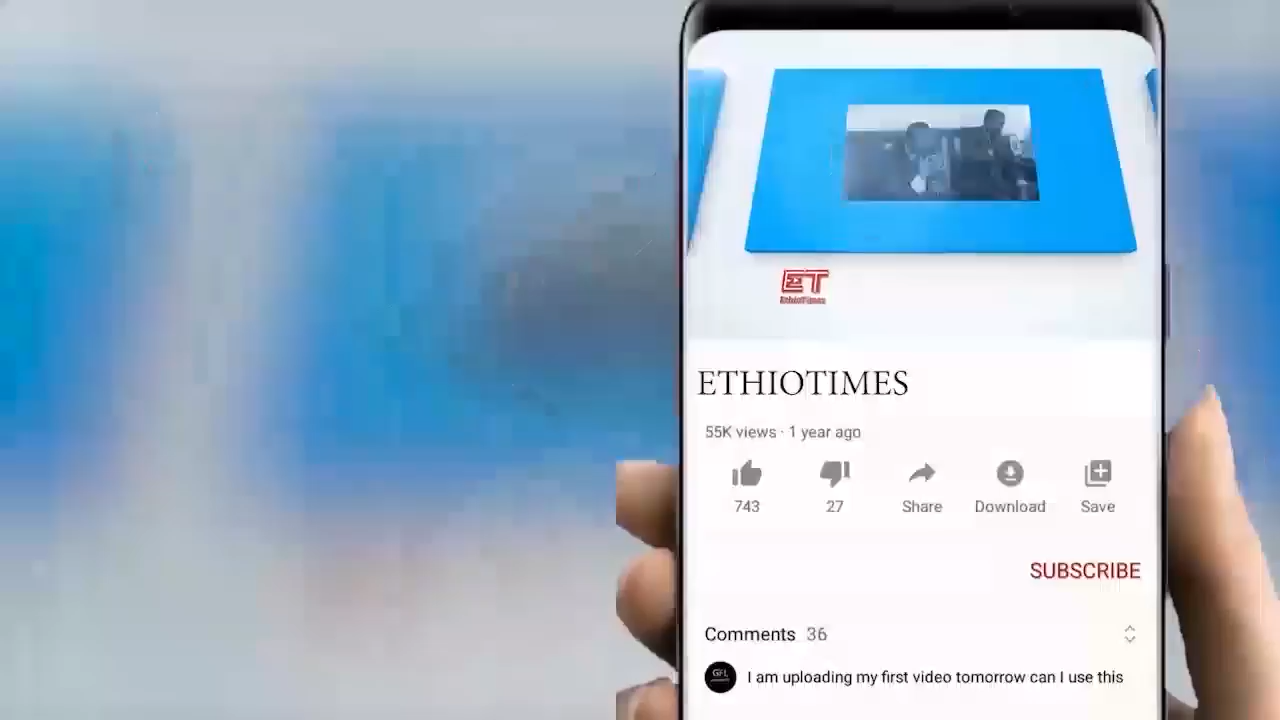 ET
EthioTimes
ETHIOTIMES
55K views · 1 year ago
743 27 Share Download Save
SUBSCRIBE
Comments 36
GFL
I am uploading my first video tomorrow can I use this